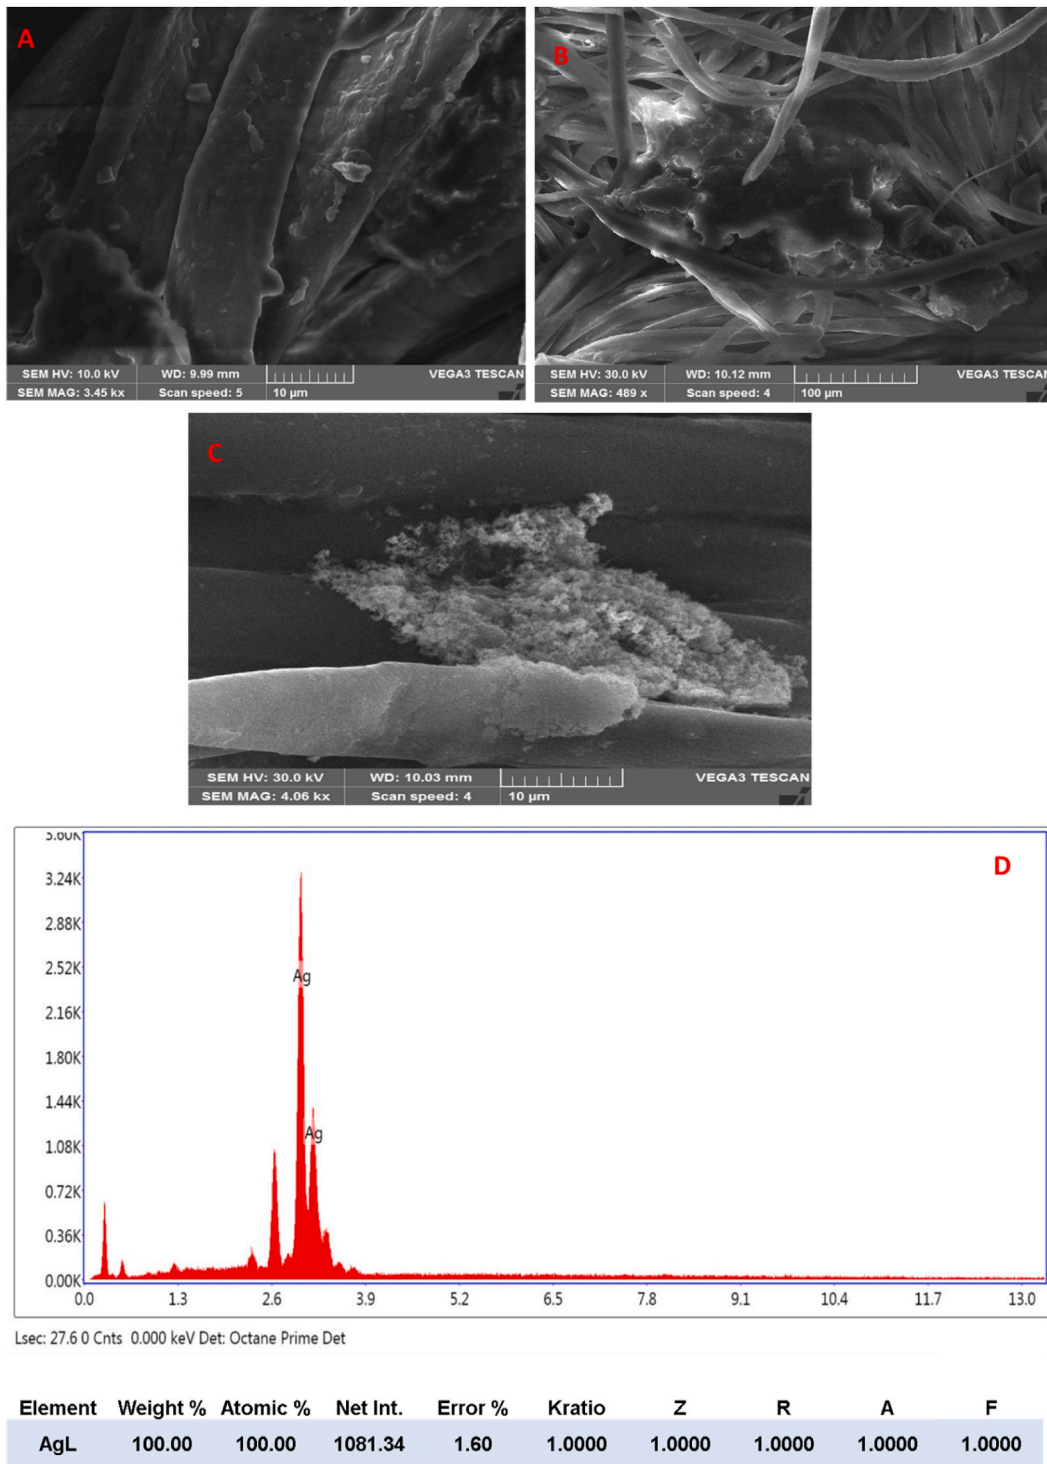 A
SEM HV: 10.0 kV WD: 9.99 mm VEGA3 TESCAN
SEM MAG: 3.45 kx Scan speed: 5 10 µm
B
SEM HV: 30.0 kV WD: 10.12 mm VEGA3 TESCAN
SEM MAG: 489 x Scan speed: 4 100 µm
C
SEM HV: 30.0 kV WD: 10.03 mm VEGA3 TESCAN
SEM MAG: 4.06 kx Scan speed: 4 10 µm
D
3.60K
3.24K
2.88K
2.52K
2.16K
1.80K
1.44K
1.08K
0.72K
0.36K
0.00K
Ag
Ag
0.0 1.3 2.6 3.9 5.2 6.5 7.8 9.1 10.4 11.7 13.0
Lsec: 27.6 0 Cnts 0.000 keV Det: Octane Prime Det
Element Weight % Atomic % Net Int. Error % Kratio Z R A F
AgL 100.00 100.00 1081.34 1.60 1.0000 1.0000 1.0000 1.0000 1.0000